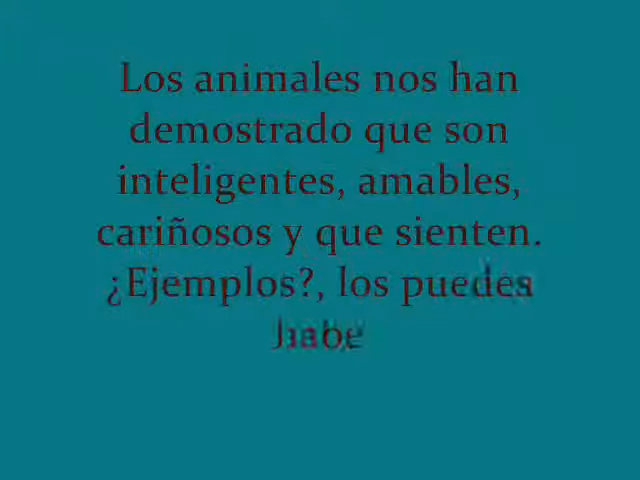 Los animales nos han
demostrado que son
inteligentes, amables,
cariñosos y que sienten.
¿Ejemplos?, los puedes